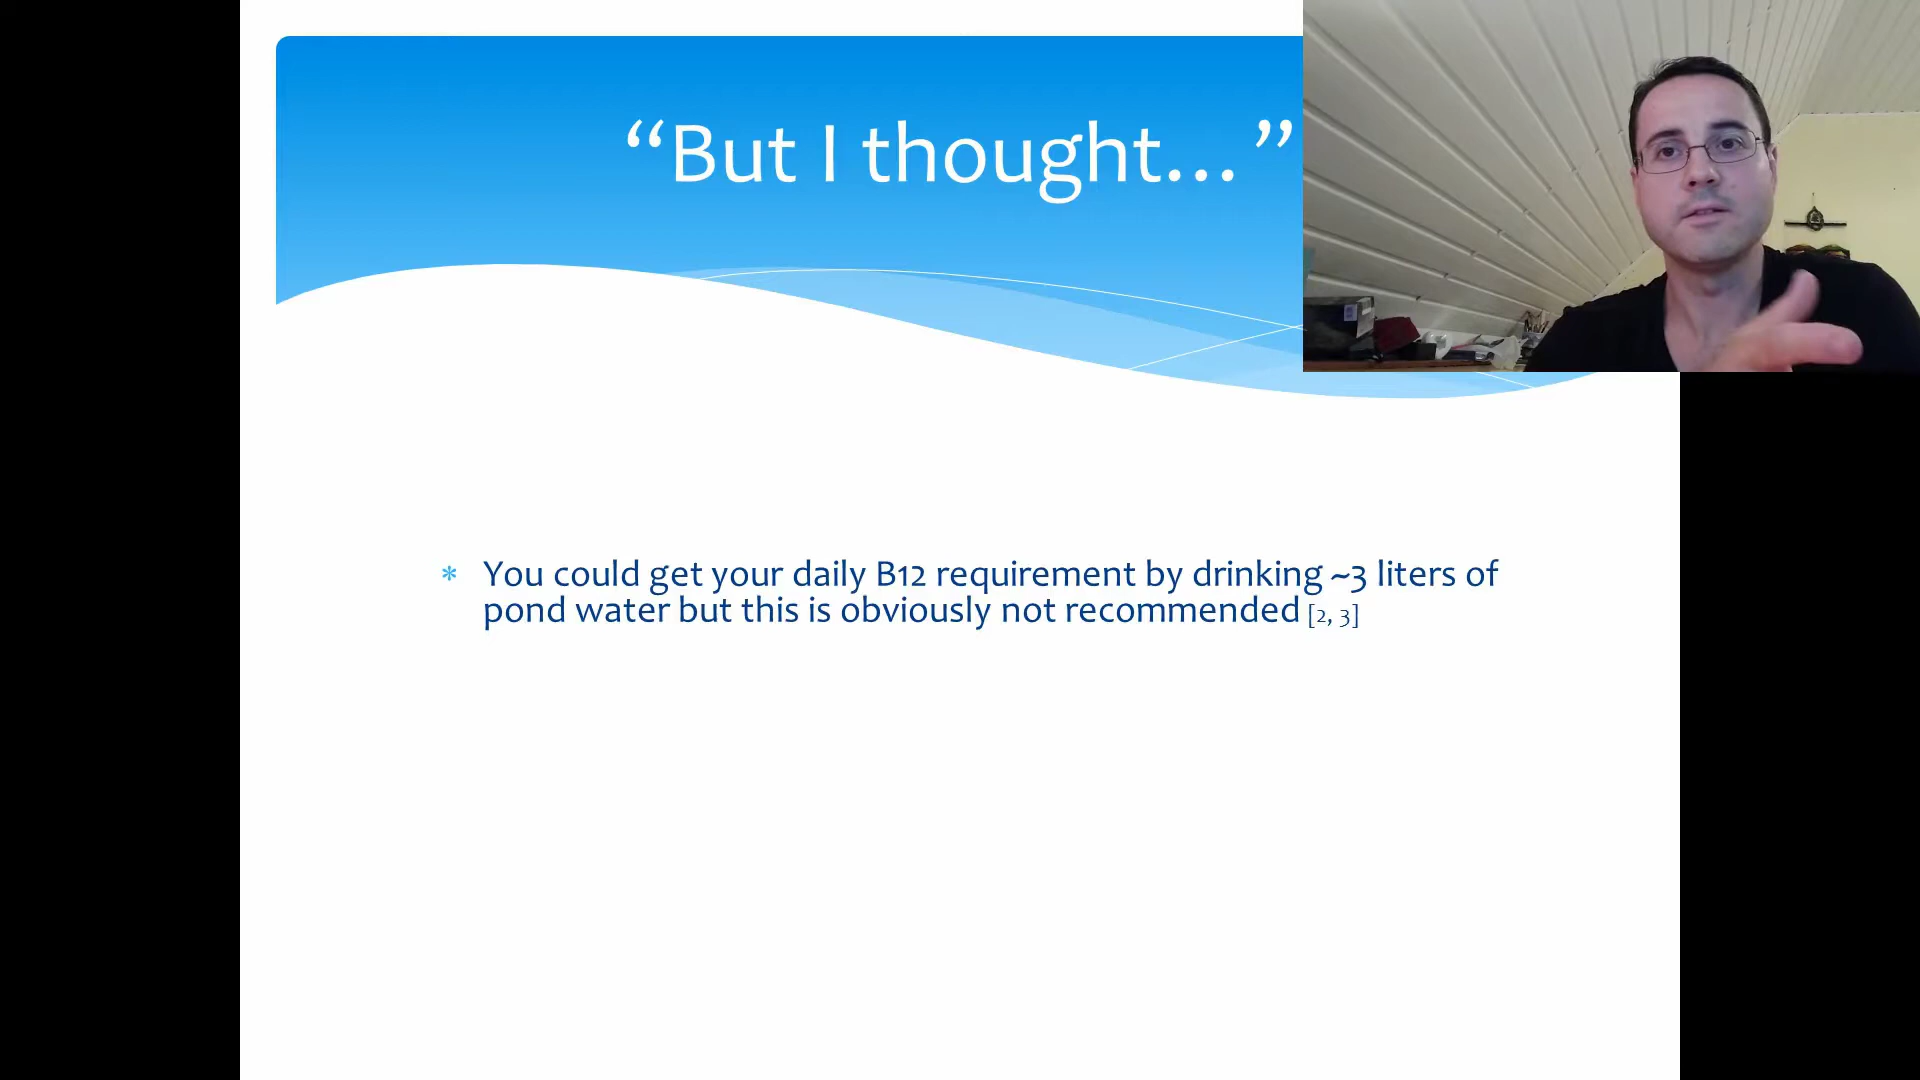 “But I thought…”
* You could get your daily B12 requirement by drinking ~3 liters of
pond water but this is obviously not recommended [2, 3]